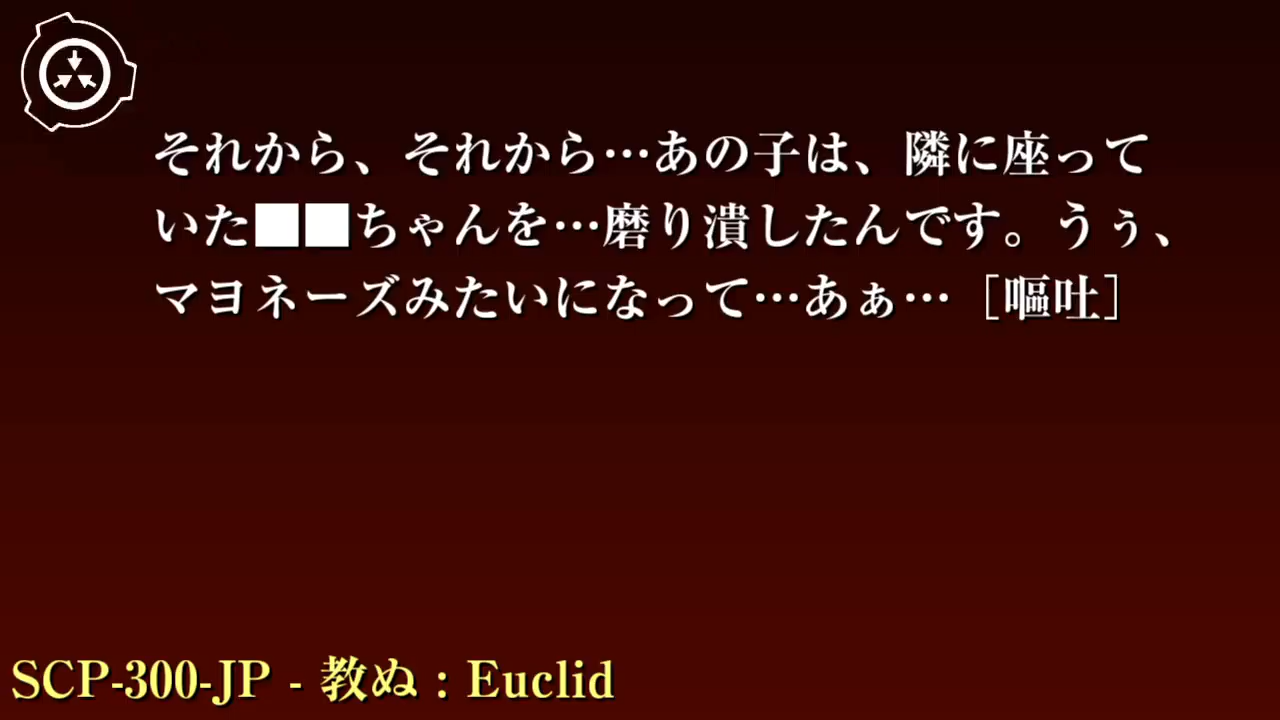 それから、それから…あの子は、隣に座って
いた■■ちゃんを…磨り潰したんです。うぅ、
マヨネーズみたいになって…あぁ…［嘔吐］
SCP-300-JP - 教ぬ : Euclid